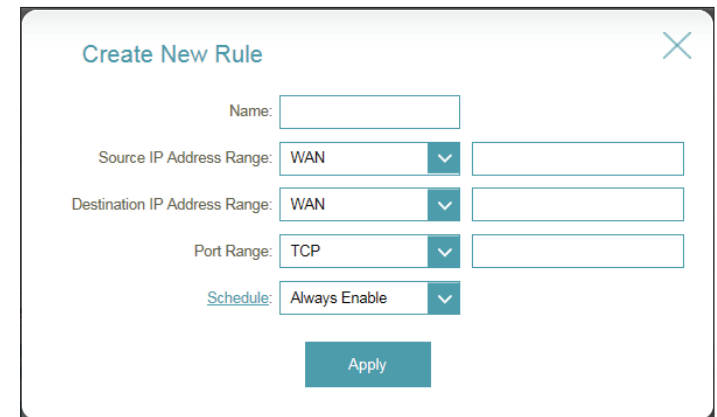 Create New Rule
Name:
Source IP Address Range: WAN
Destination IP Address Range: WAN
Port Range: TCP
Schedule: Always Enable
Apply